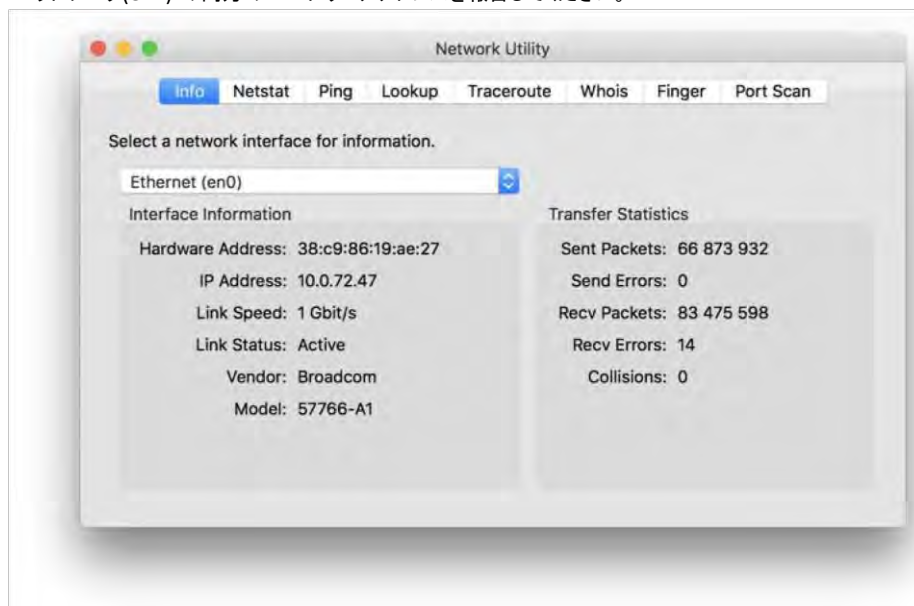 Network Utility
Info Netstat Ping Lookup Traceroute Whois Finger Port Scan
Select a network interface for information.
Ethernet (en0)
Interface Information
Hardware Address: 38:c9:86:19:ae:27
IP Address: 10.0.72.47
Link Speed: 1 Gbit/s
Link Status: Active
Vendor: Broadcom
Model: 57766-A1
Transfer Statistics
Sent Packets: 66 873 932
Send Errors: 0
Recv Packets: 83 475 598
Recv Errors: 14
Collisions: 0